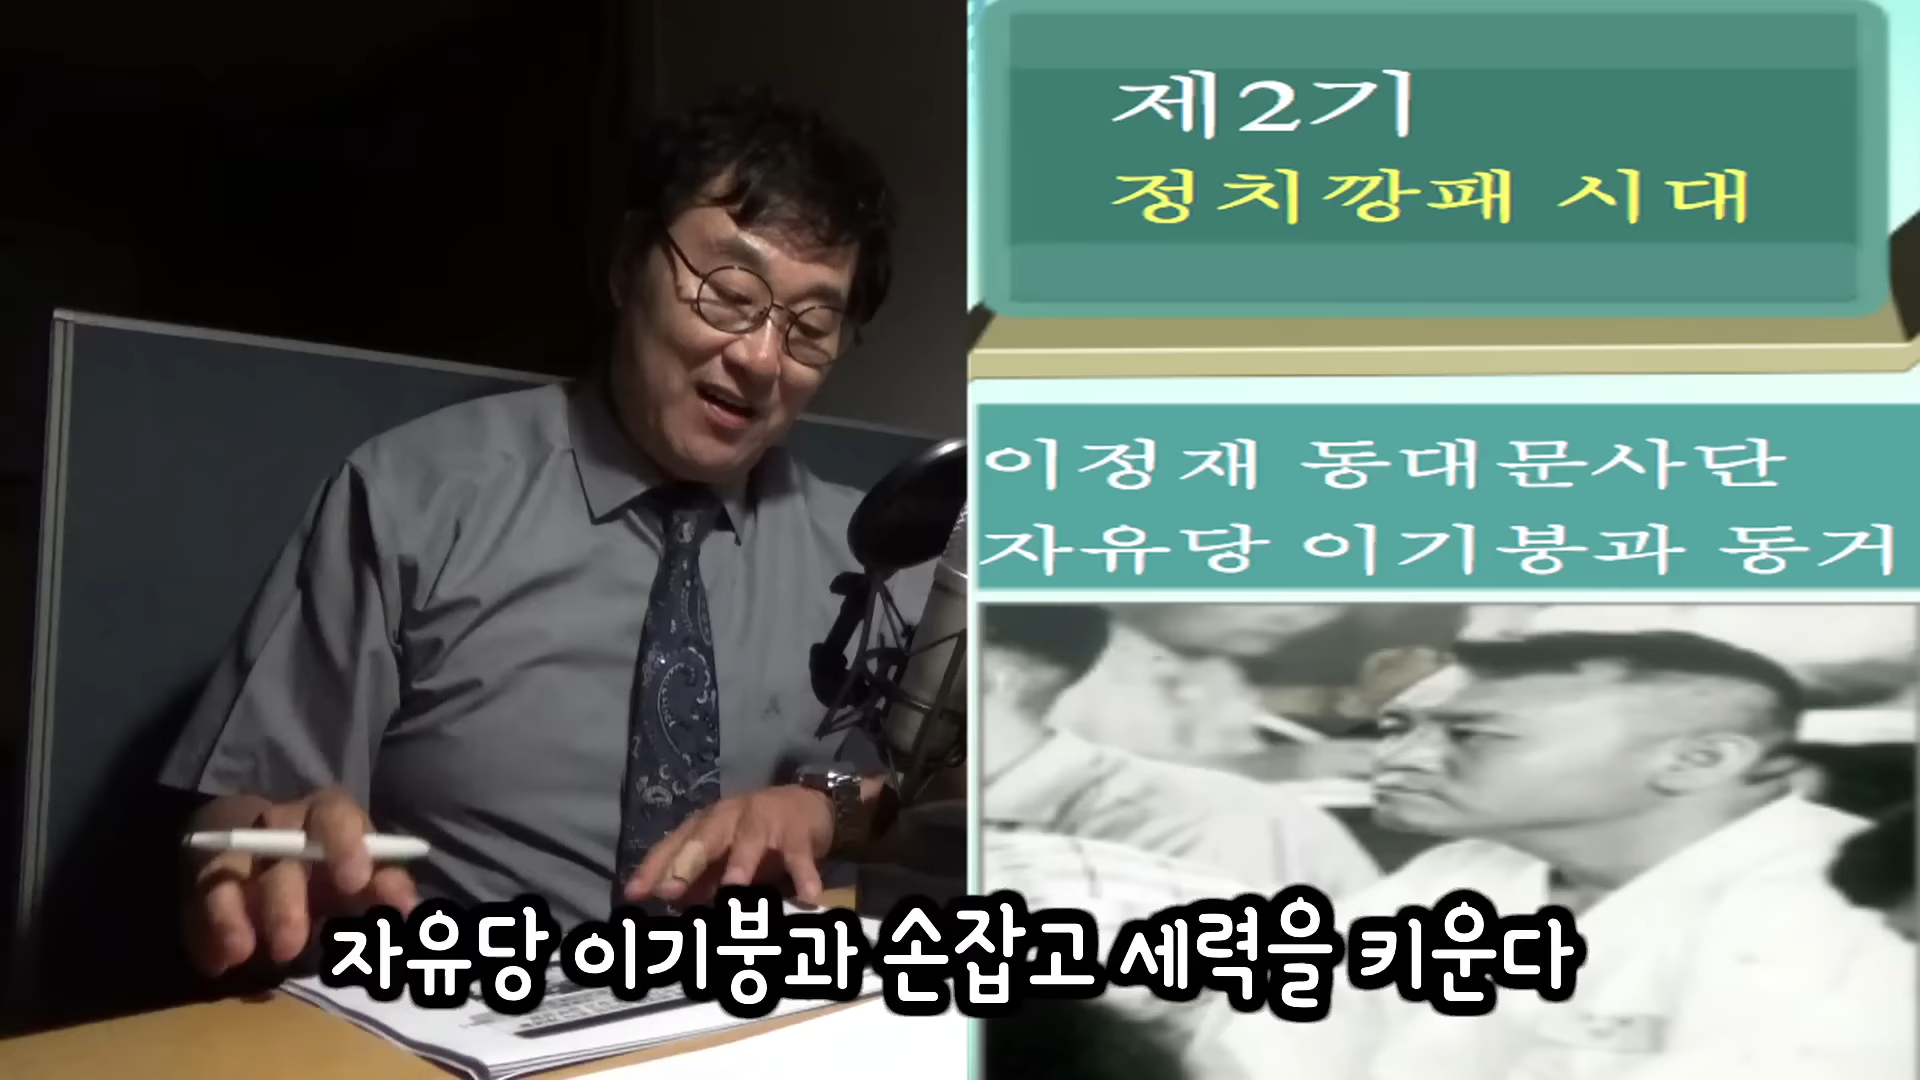 제2기
정치깡패 시대
이정재 동대문사단
자유당 이기붕과 동거
자유당 이기붕과 손잡고 세력을 키운다